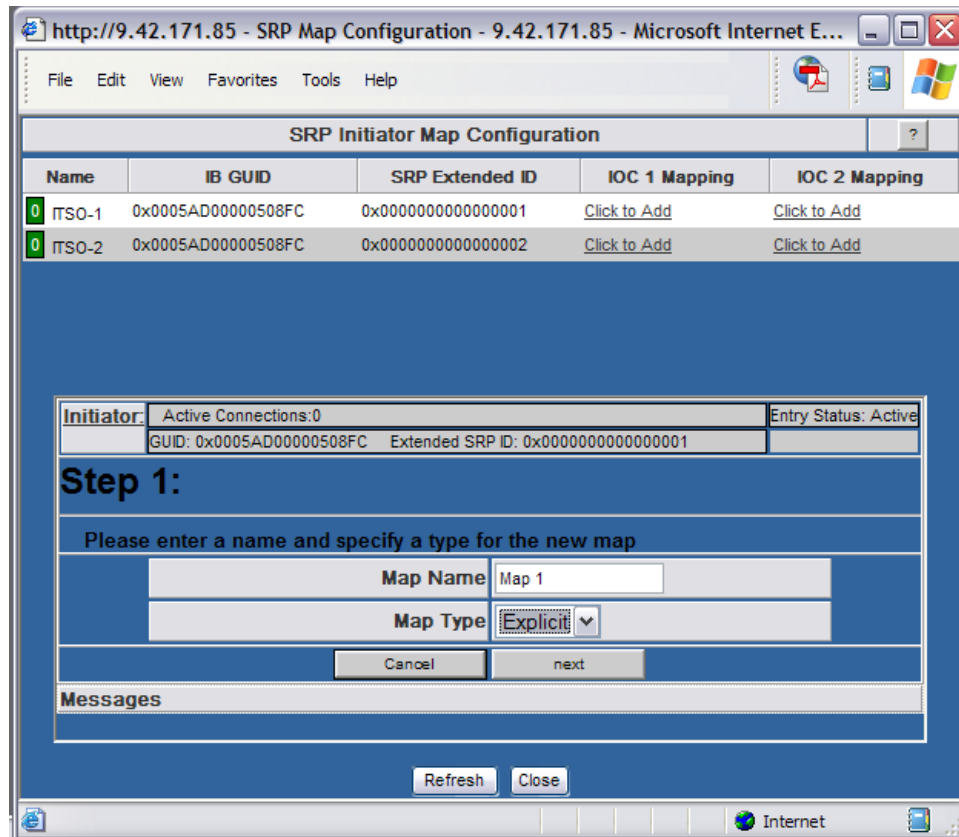 http://9.42.171.85 - SRP Map Configuration - 9.42.171.85 - Microsoft Internet E...
File Edit View Favorites Tools Help
SRP Initiator Map Configuration ?
Name IB GUID SRP Extended ID IOC 1 Mapping IOC 2 Mapping
0 ITSO-1 0x0005AD00000508FC 0x0000000000000001 Click to Add Click to Add
0 ITSO-2 0x0005AD00000508FC 0x0000000000000002 Click to Add Click to Add
Initiator: Active Connections:0 Entry Status: Active
GUID: 0x0005AD00000508FC Extended SRP ID: 0x0000000000000001
Step 1:
Please enter a name and specify a type for the new map
Map Name Map 1
Map Type Explicit
Cancel next
Messages
Refresh Close
Internet